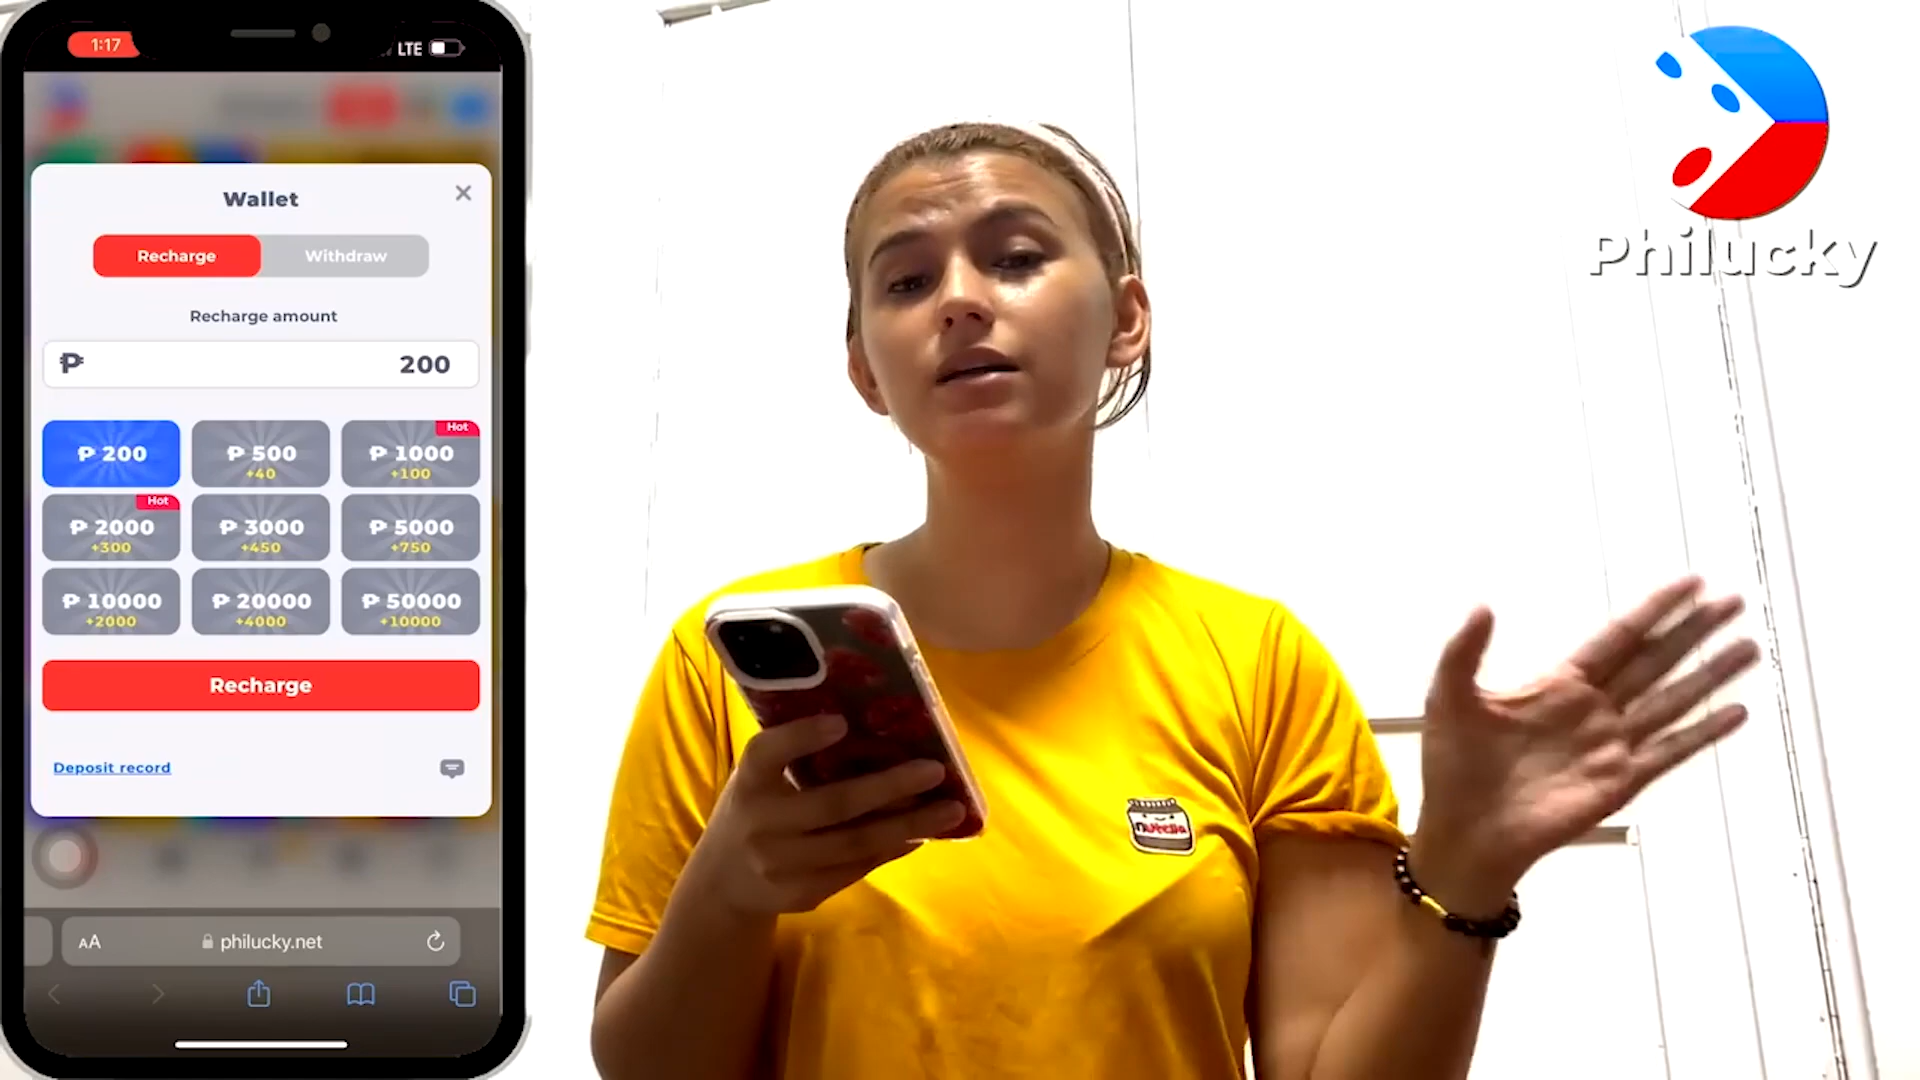 1:17
LTE
Wallet
Recharge
Withdraw
Recharge amount
₱ 200
₱ 200
₱ 500
+40
Hot
₱ 1000
+100
Hot
₱ 2000
+300
₱ 3000
+450
₱ 5000
+750
₱ 10000
+2000
₱ 20000
+4000
₱ 50000
+10000
Recharge
Deposit record
AA
philucky.net
nutella
Philucky